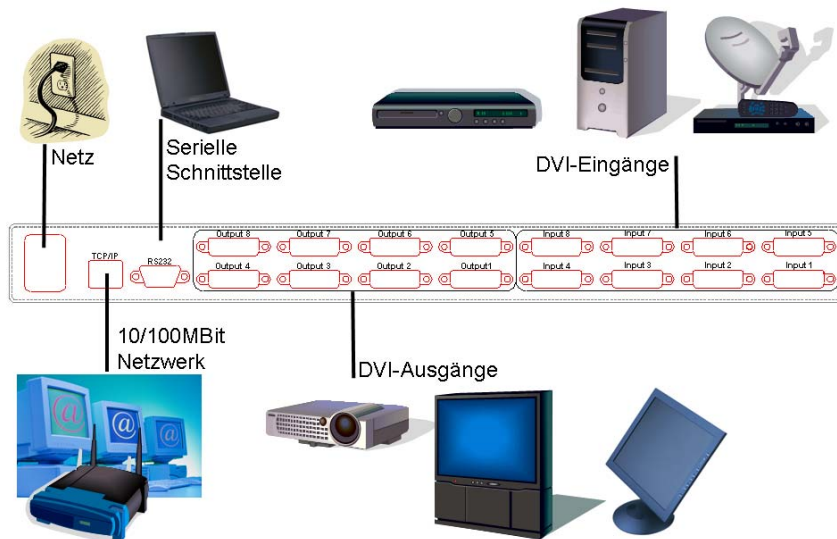 Netz
Serielle
Schnittstelle
DVI-Eingänge
Output 8
Output 7
Output 6
Output 5
Input 8
Input 7
Input 6
Input 5
TCP/IP
RS232
Output 4
Output 3
Output 2
Output1
Input 4
Input 3
Input 2
Input 1
10/100MBit
Netzwerk
DVI-Ausgänge
@
@
@